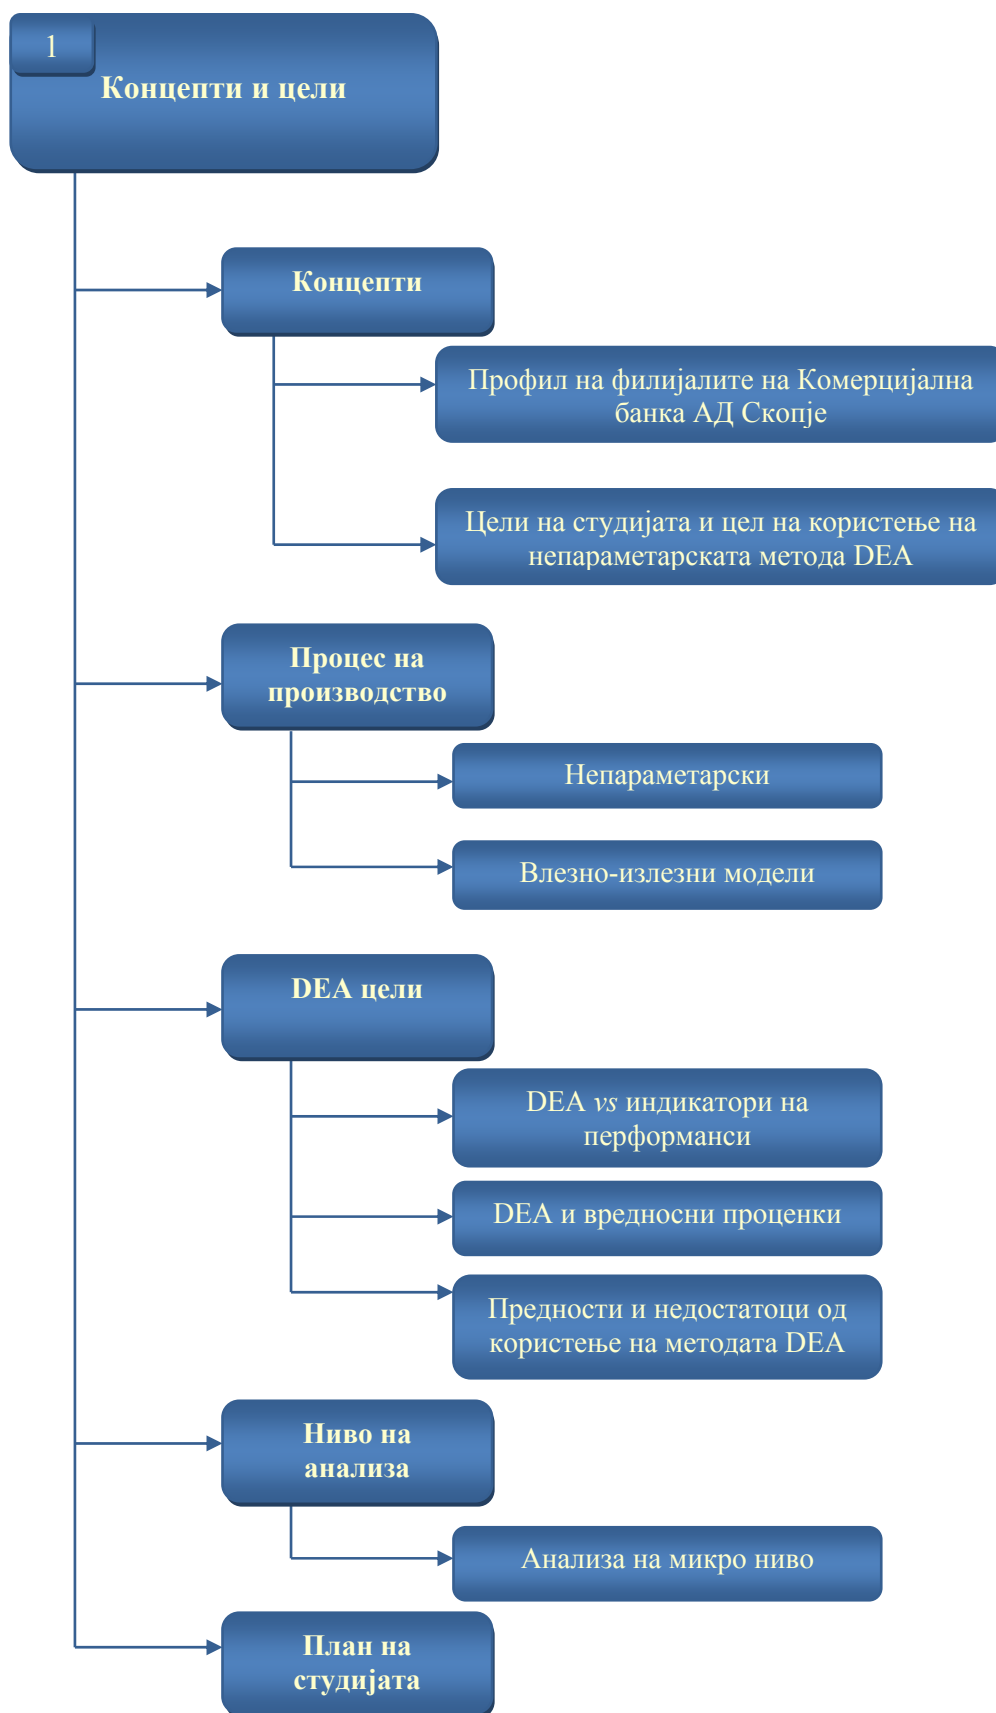 1
Концепти и цели
Концепти
Профил на филијалите на Комерцијална
банка АД Скопје
Цели на студијата и цел на користење на
непараметарската метода DEA
Процес на
производство
Непараметарски
Влезно-излезни модели
DEA цели
DEA vs индикатори на
перформанси
DEA и вредносни проценки
Предности и недостатоци од
користење на методата DEA
Ниво на
анализа
Анализа на микро ниво
План на
студијата